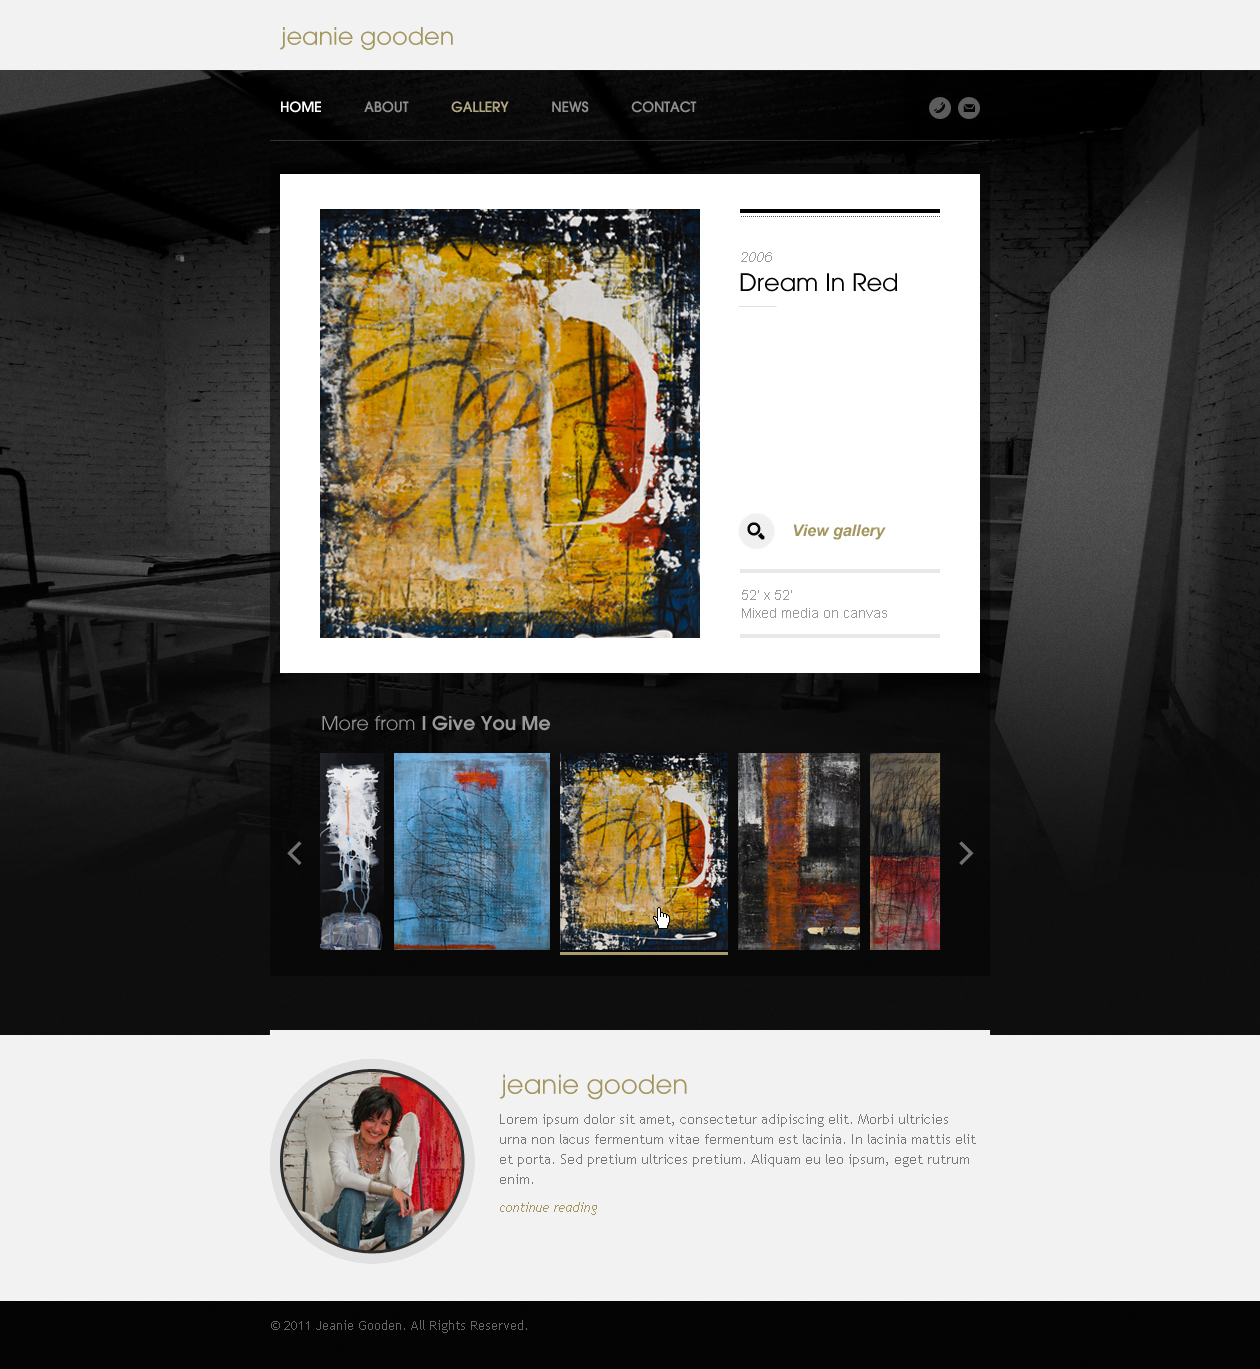 jeanie gooden
HOME ABOUT GALLERY NEWS CONTACT
2006
Dream In Red
View gallery
52' x 52'
Mixed media on canvas
More from I Give You Me
jeanie gooden
Lorem ipsum dolor sit amet, consectetur adipiscing elit. Morbi ultricies
urna non lacus fermentum vitae fermentum est lacinia. In lacinia mattis elit
et porta. Sed pretium ultrices pretium. Aliquam eu leo ipsum, eget rutrum
enim.
continue reading
© 2011 Jeanie Gooden. All Rights Reserved.